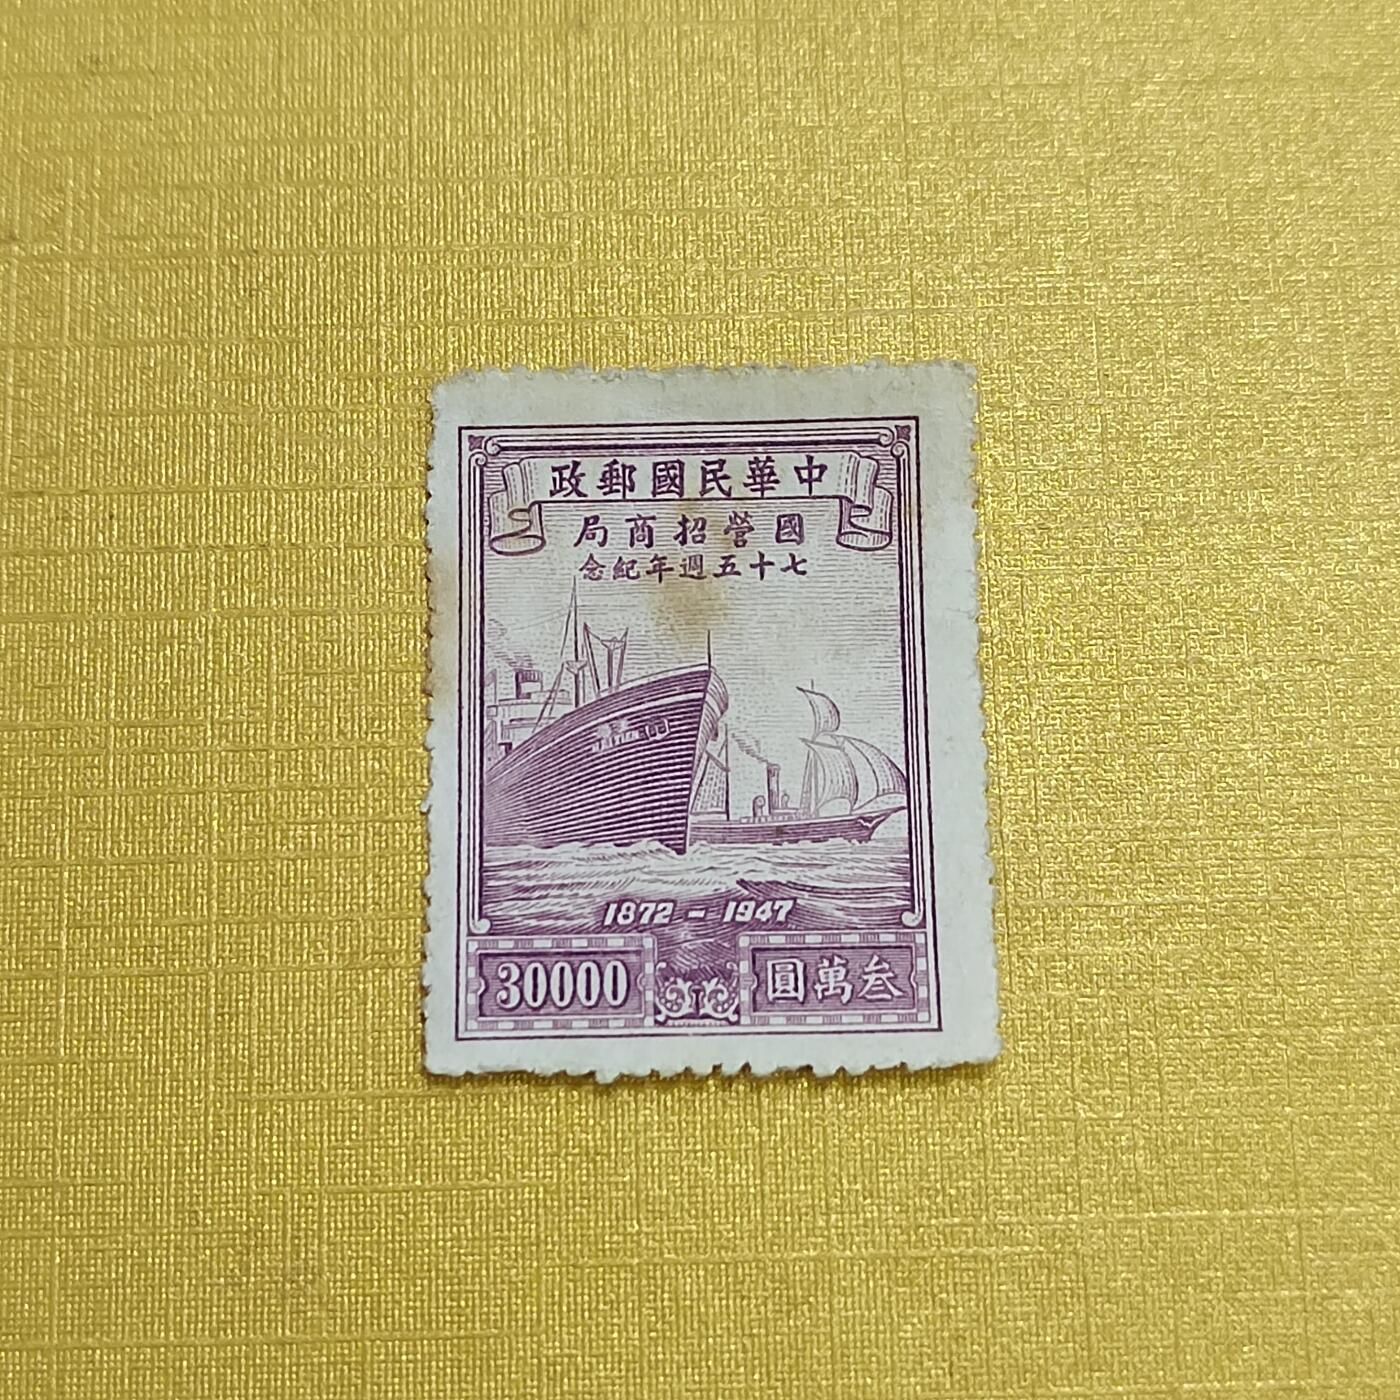 中華民國郵政
國營招商局
七十五週年紀念
1872 - 1947
30000
叁萬圓